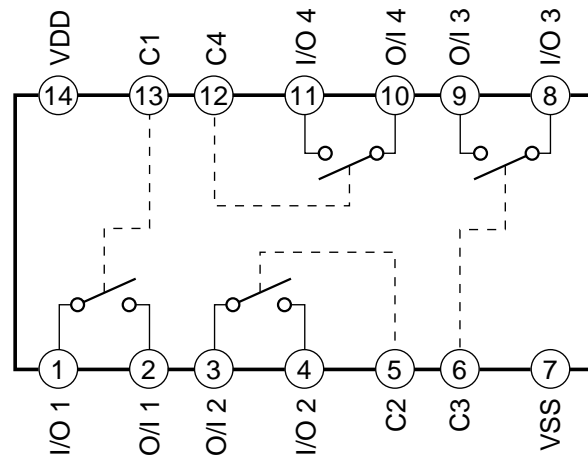 VDD C1 C4 I/O 4 O/I 4 O/I 3 I/O 3
14 13 12 11 10 9 8
1 2 3 4 5 6 7
I/O 1 O/I 1 O/I 2 I/O 2 C2 C3 VSS